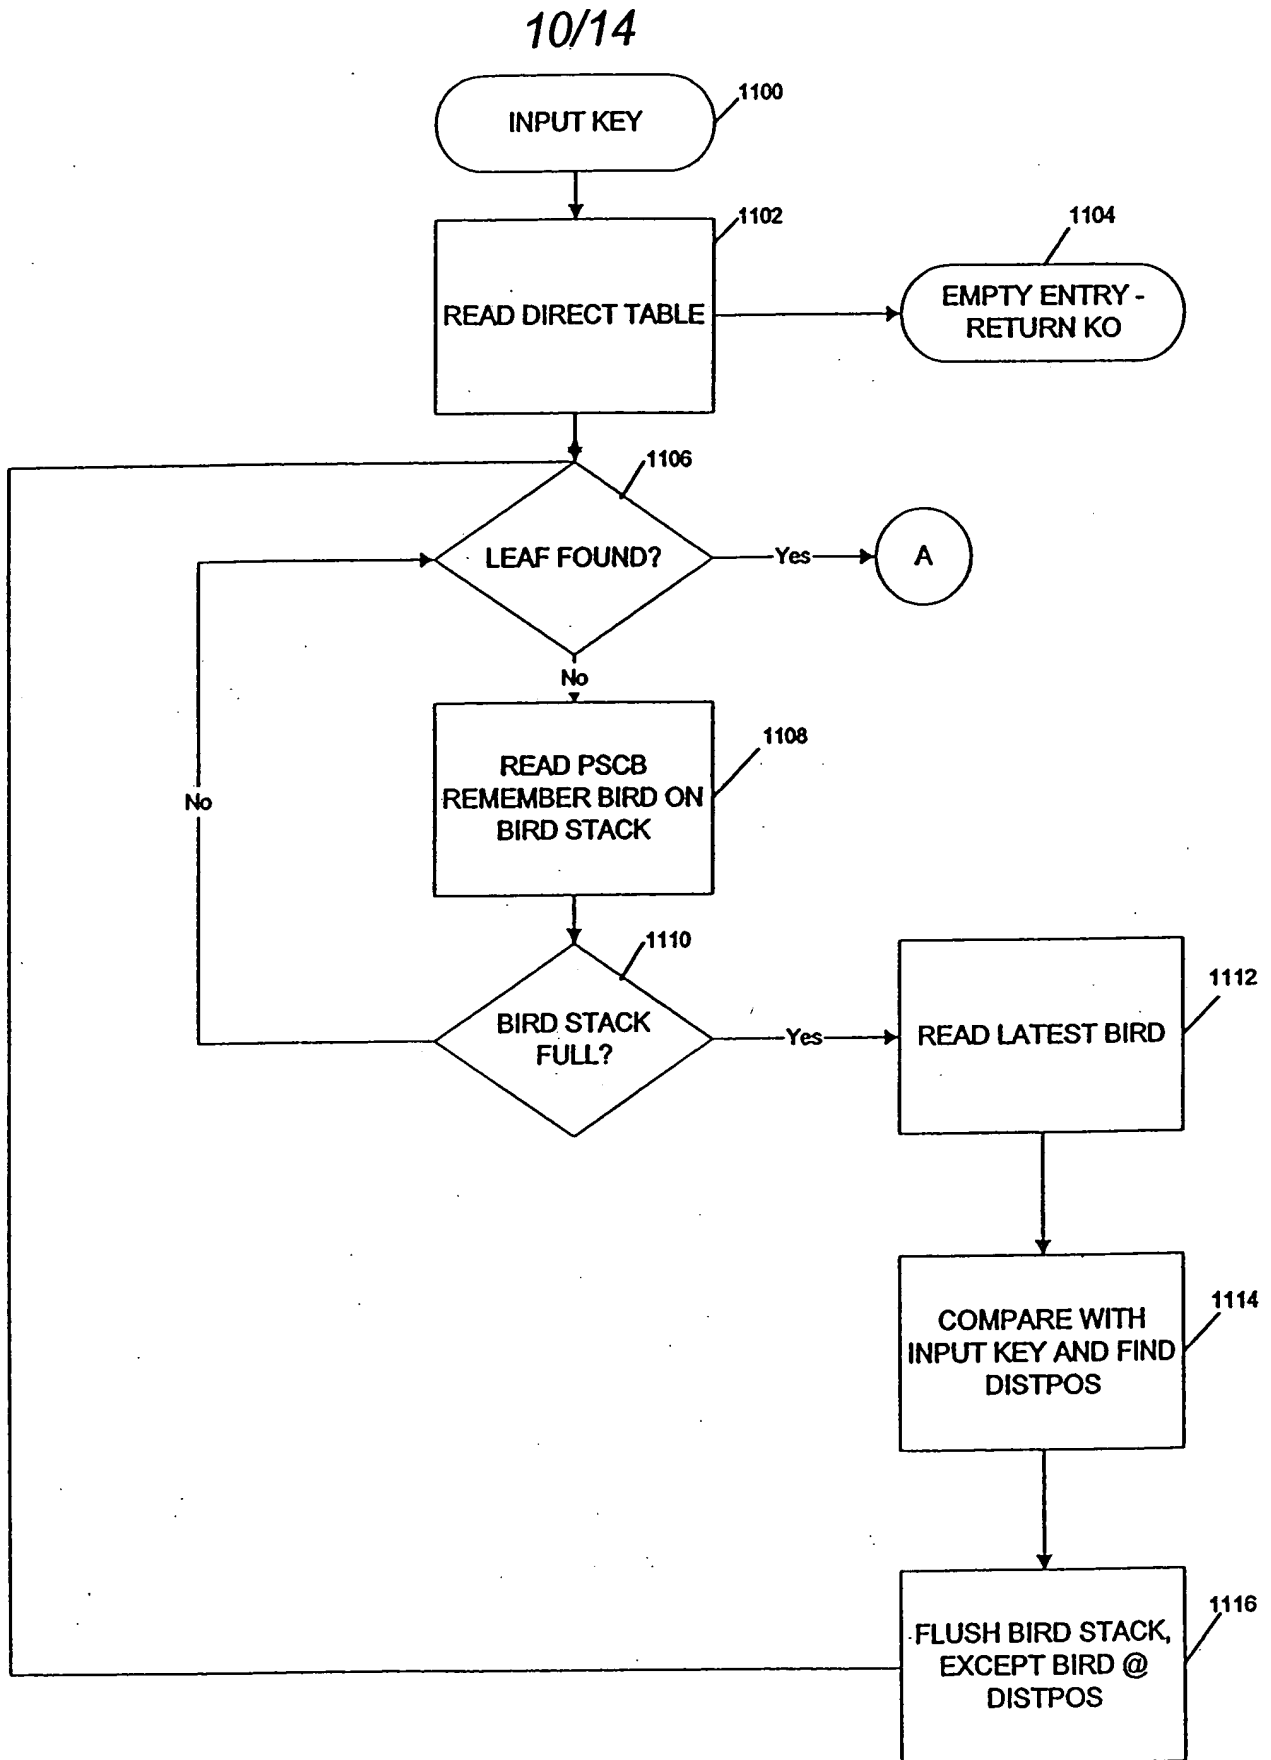 10/14
1100
INPUT KEY
1102
READ DIRECT TABLE
1104
EMPTY ENTRY -
RETURN KO
1106
LEAF FOUND?
Yes
A
No
1108
READ PSCB
REMEMBER BIRD ON
BIRD STACK
No
1110
BIRD STACK
FULL?
Yes
1112
READ LATEST BIRD
1114
COMPARE WITH
INPUT KEY AND FIND
DISTPOS
1116
FLUSH BIRD STACK,
EXCEPT BIRD @
DISTPOS